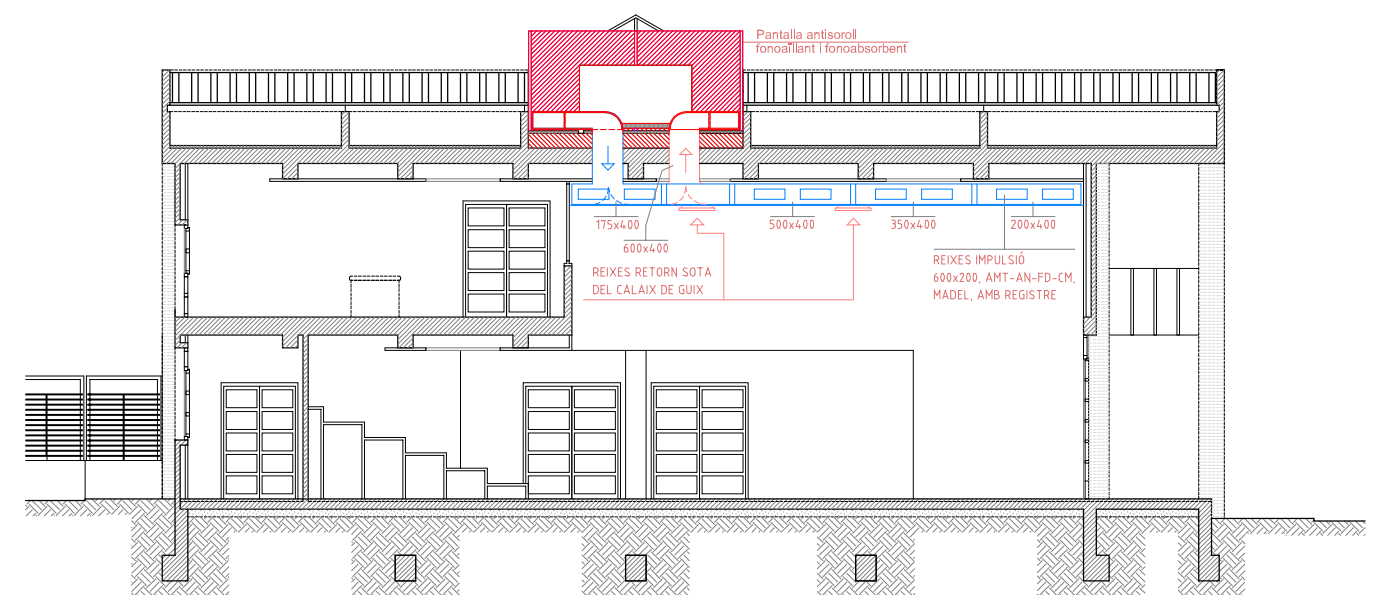 Pantalla antisoroll
fonoaïllant i fonoabsorbent
175x400
600x400
500x400
350x400
200x400
REIXES RETORN SOTA
DEL CALAIX DE GUIX
REIXES IMPULSIÓ
600x200, AMT-AN-FD-CM,
MADEL, AMB REGISTRE